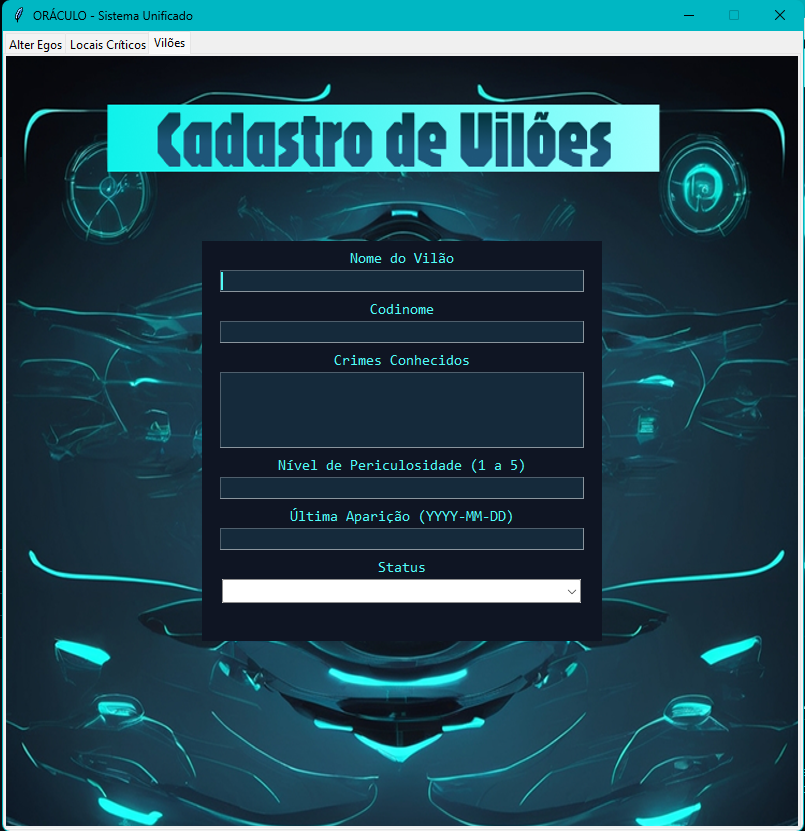 ORÁCULO - Sistema Unificado
Alter Egos Locais Críticos Vilões
Cadastro de Vilões
Nome do Vilão
Codinome
Crimes Conhecidos
Nível de Periculosidade (1 a 5)
Última Aparição (YYYY-MM-DD)
Status